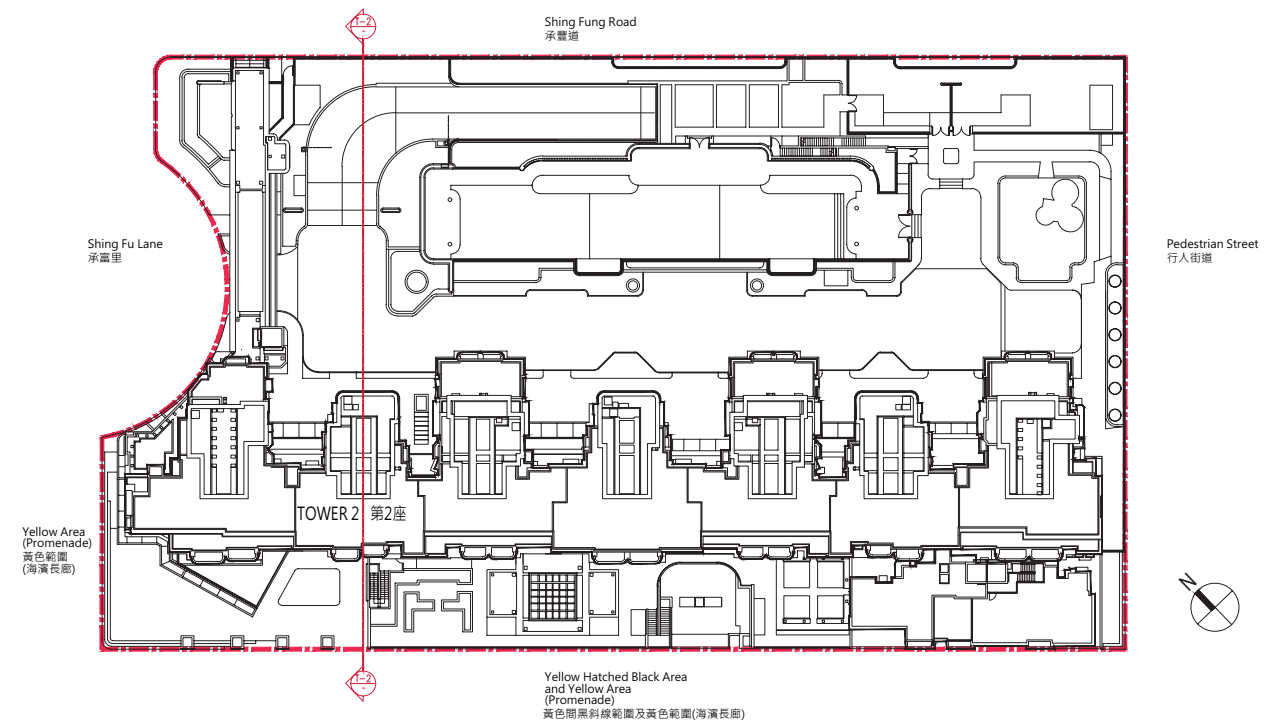 Shing Fung Road
承豐道
1-2
-
Shing Fu Lane
承富里
Pedestrian Street
行人街道
TOWER 2 第2座
Yellow Area
(Promenade)
黃色範圍
(海濱長廊)
N
1-2
-
Yellow Hatched Black Area
and Yellow Area
(Promenade)
黃色間黑斜線範圍及黃色範圍(海濱長廊)